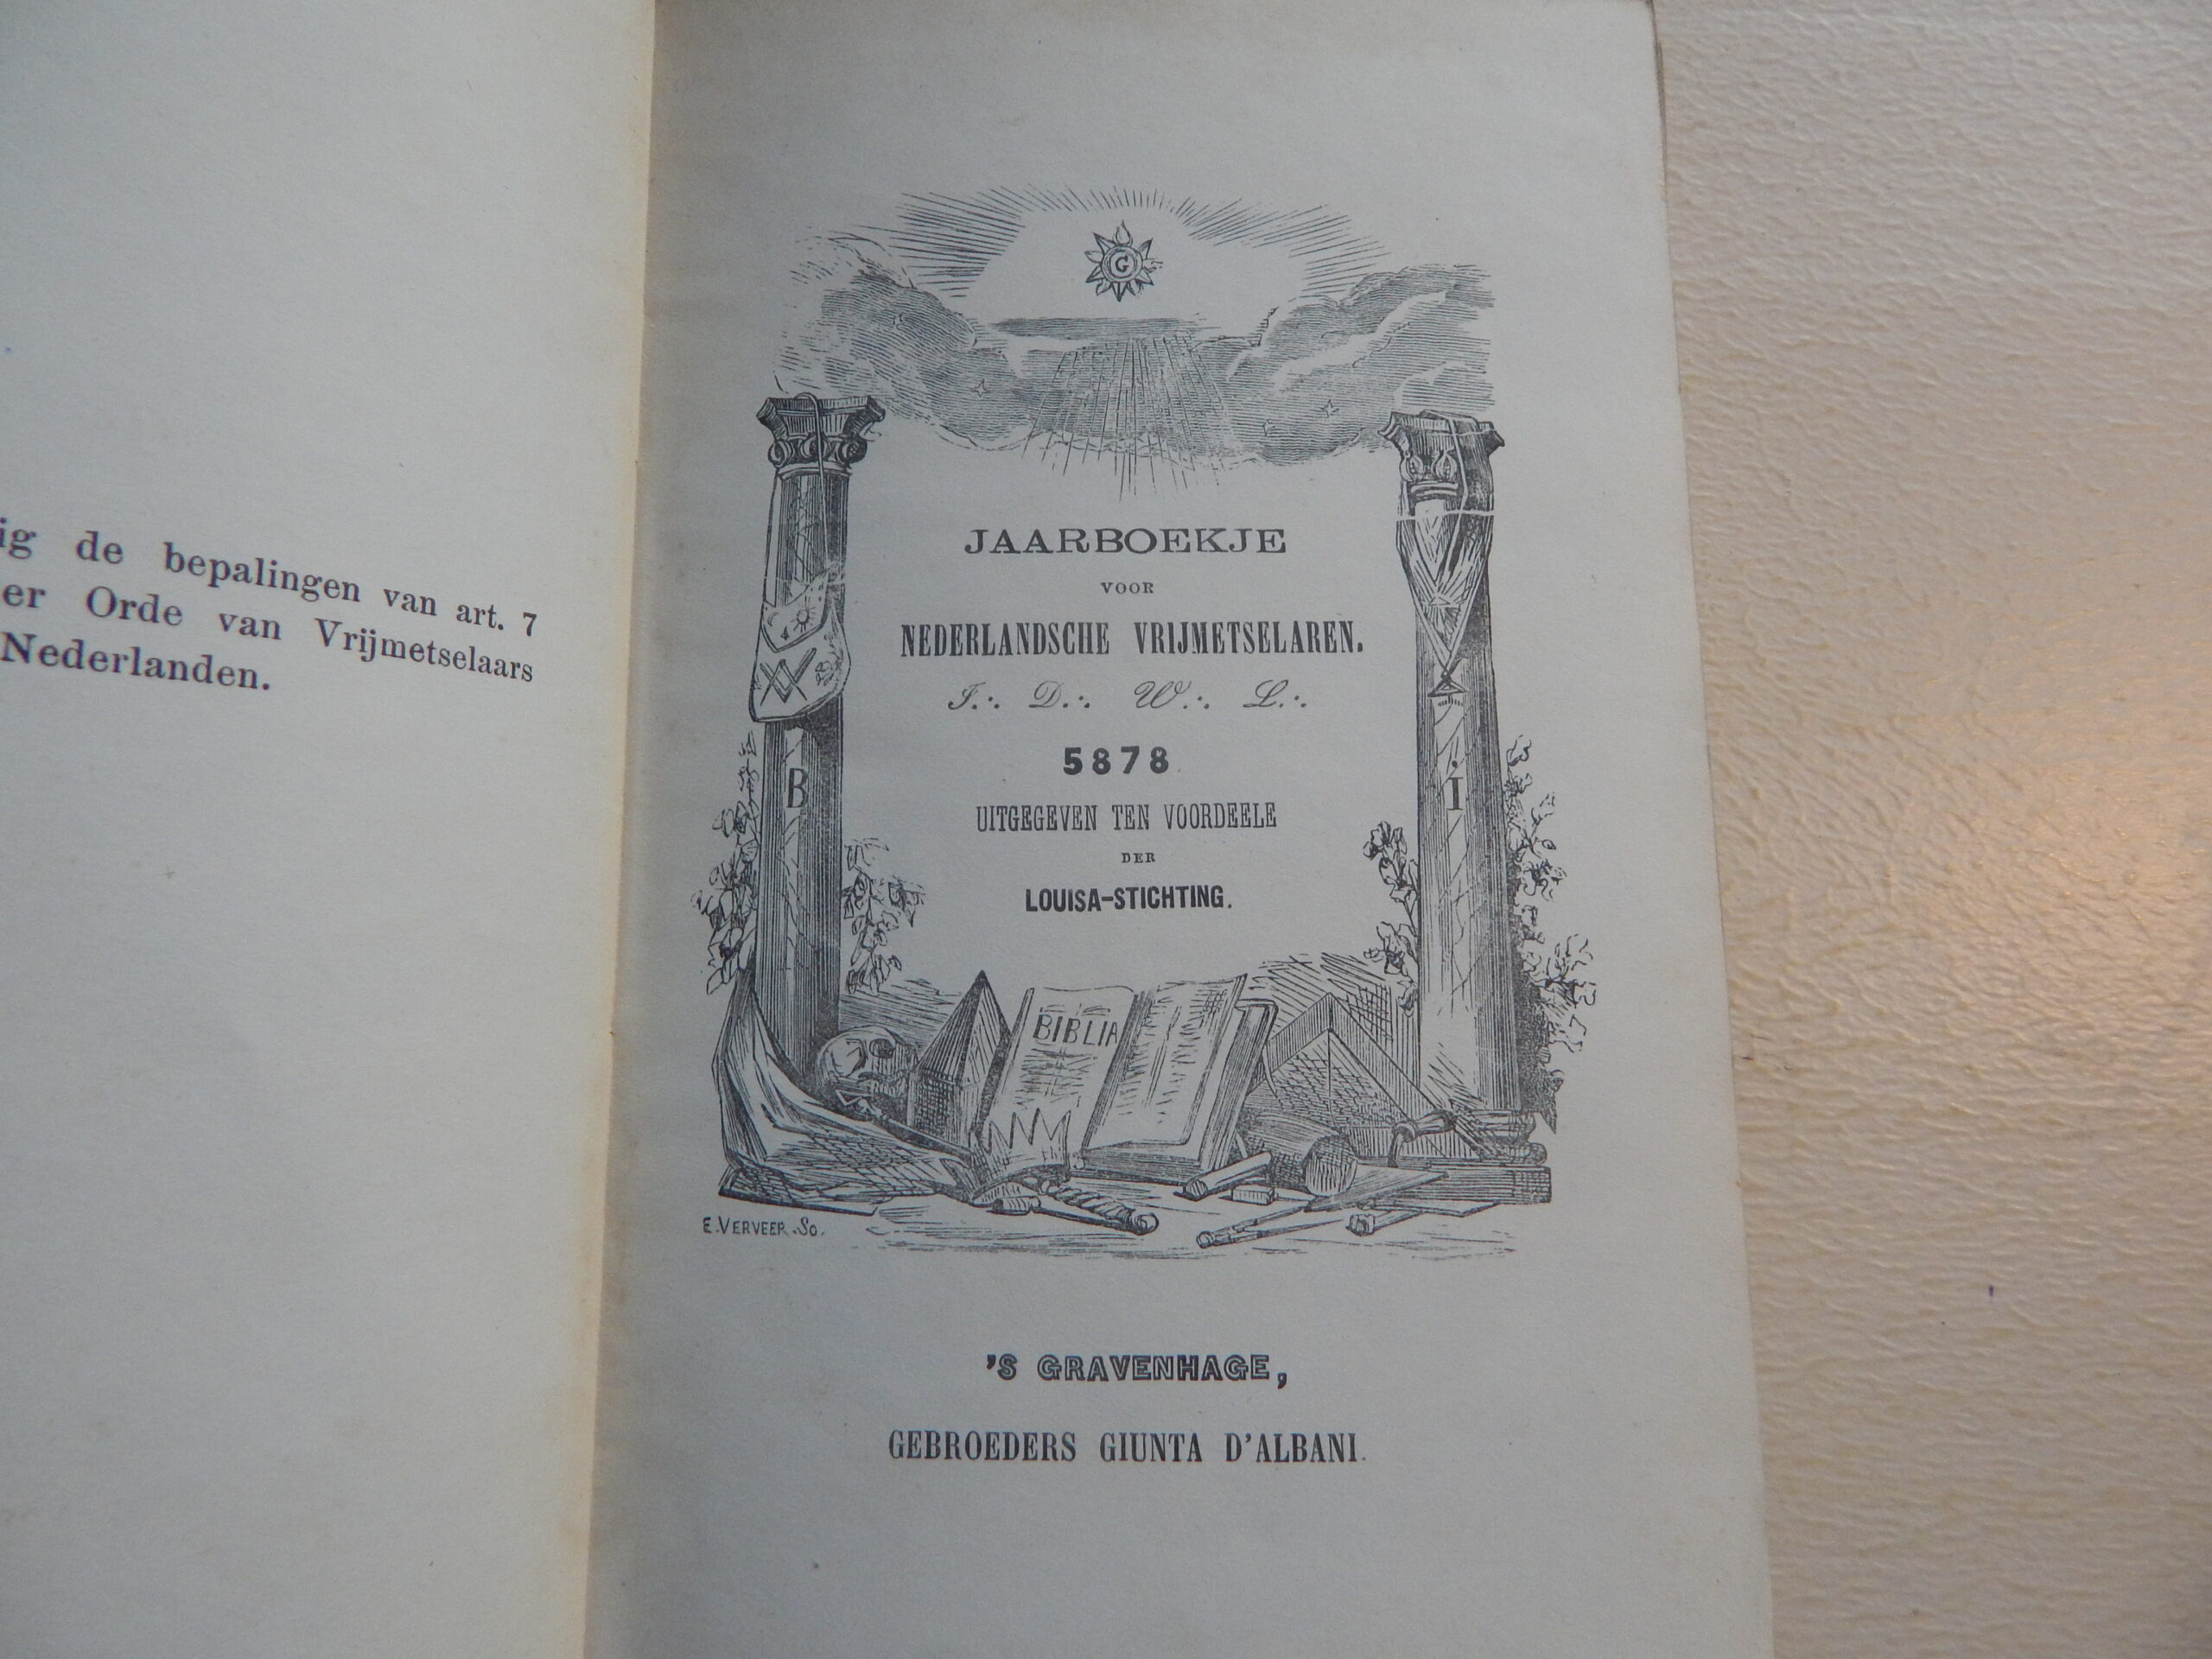 ig de bepalingen van art. 7
er Orde van Vrijmetselaars
Nederlanden.
G
JAARBOEKJE
VOOR
NEDERLANDSCHE VRIJMETSELAREN.
I∴ D∴ W∴ L∴
5878
B
i
UITGEGEVEN TEN VOORDEELE
DER
LOUISA-STICHTING.
BIBLIA
E. VERVEER. Sc.
'S GRAVENHAGE,
GEBROEDERS GIUNTA D'ALBANI.